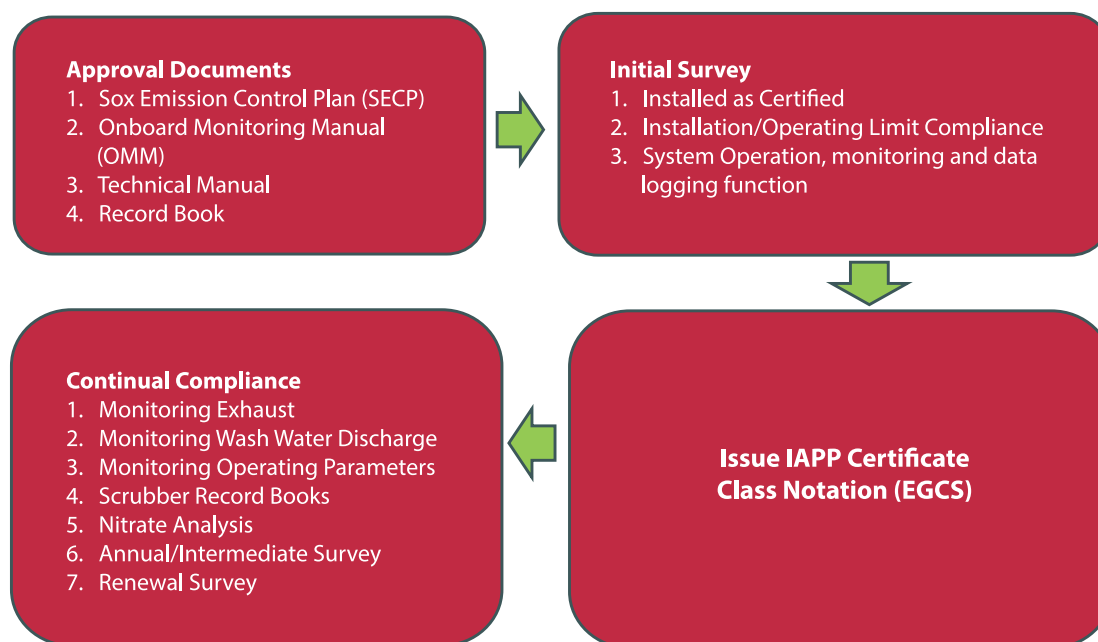 Approval Documents
1. Sox Emission Control Plan (SECP)
2. Onboard Monitoring Manual
(OMM)
3. Technical Manual
4. Record Book
Initial Survey
1. Installed as Certified
2. Installation/Operating Limit Compliance
3. System Operation, monitoring and data
logging function
Issue IAPP Certificate
Class Notation (EGCS)
Continual Compliance
1. Monitoring Exhaust
2. Monitoring Wash Water Discharge
3. Monitoring Operating Parameters
4. Scrubber Record Books
5. Nitrate Analysis
6. Annual/Intermediate Survey
7. Renewal Survey